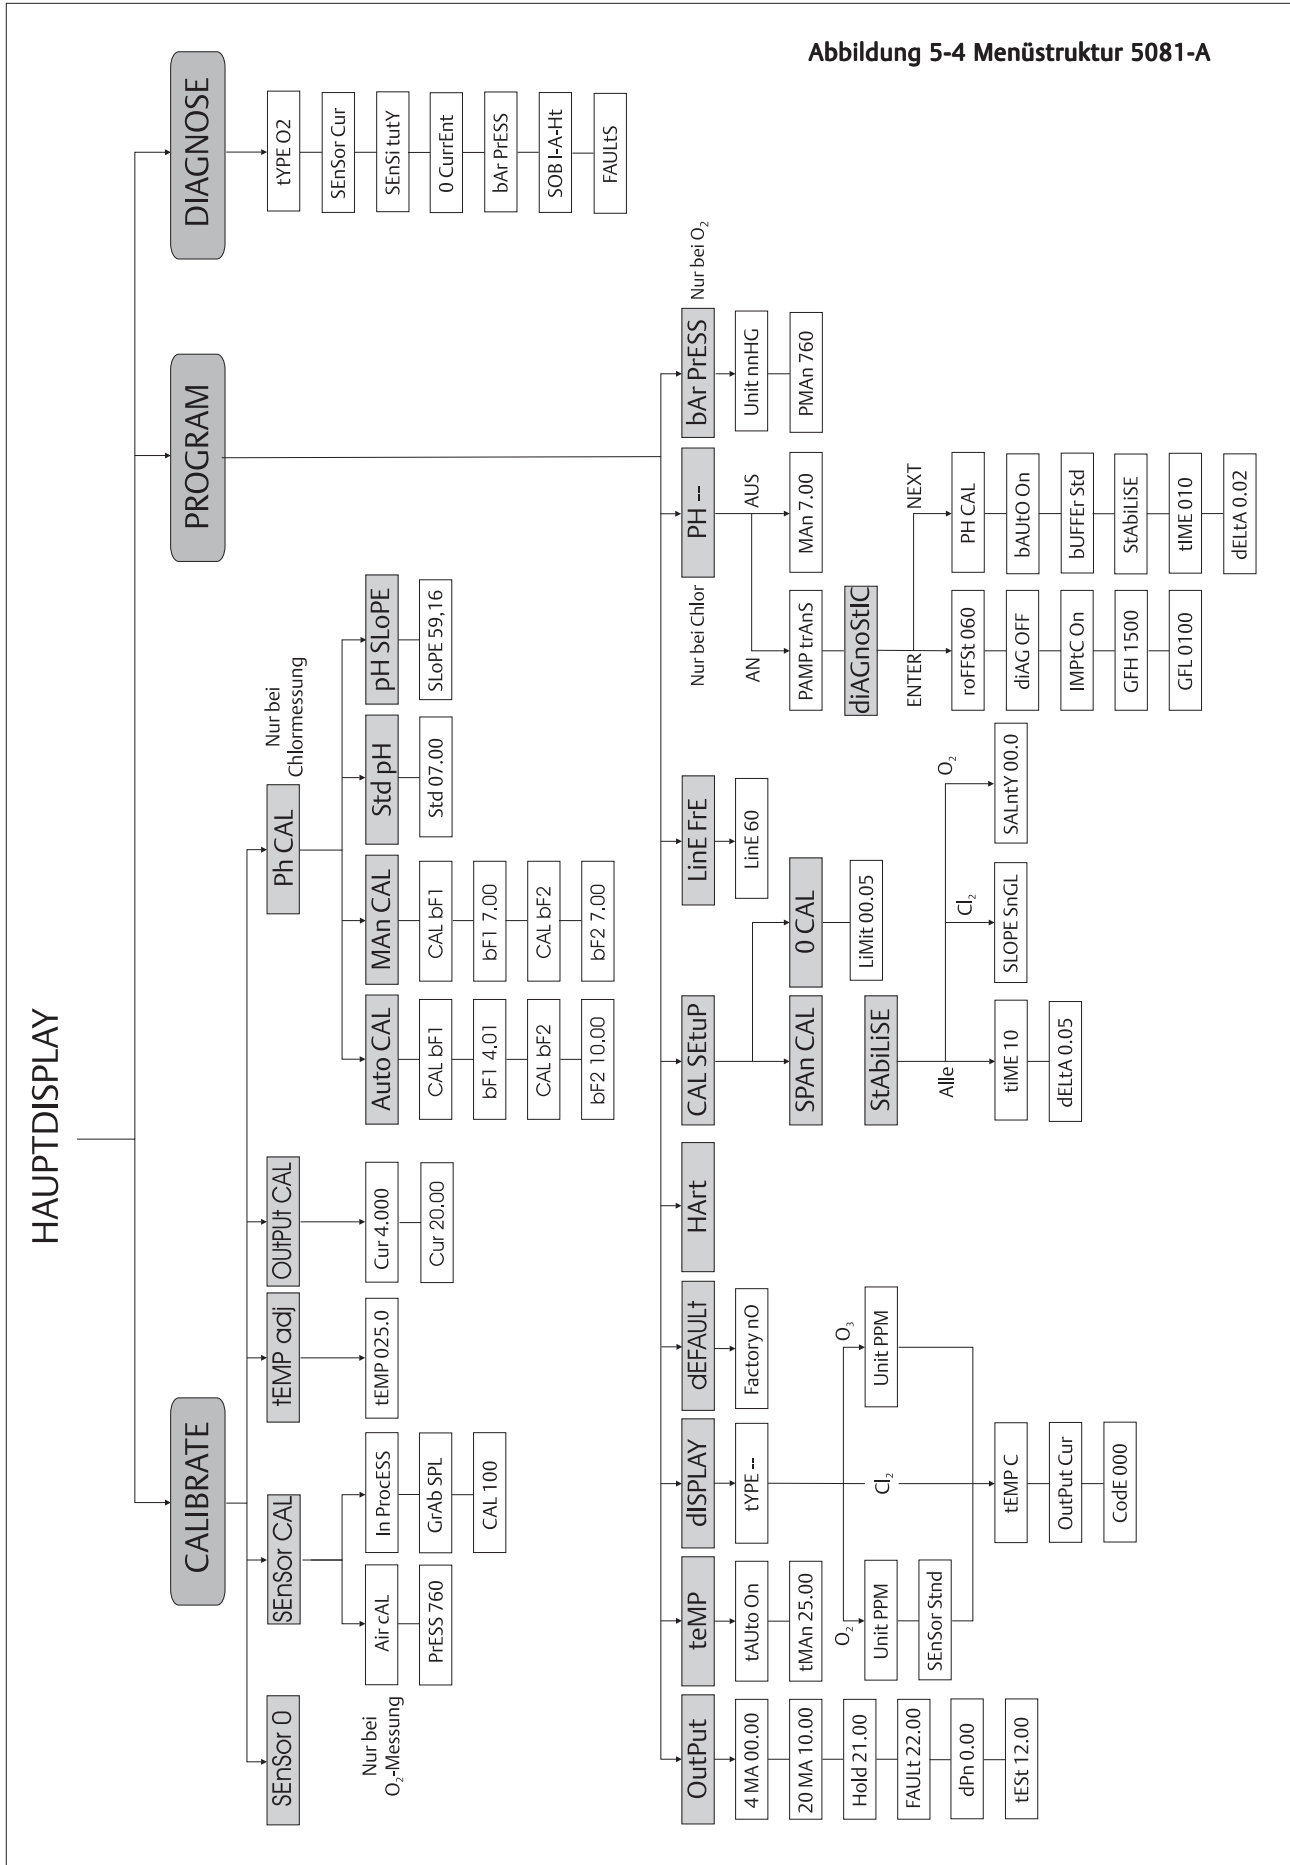 Abbildung 5-4 Menüstruktur 5081-A
HAUPTDISPLAY
CALIBRATE
SEnSor 0
SEnSor CAL
Nur bei
O₂-Messung
Air cAL
PrESS 760
In ProcESS
GrAb SPL
CAL 100
tEMP adj
tEMP 025.0
OUtPUt CAL
Cur 4.000
Cur 20.00
Ph CAL
Nur bei
Chlormessung
Auto CAL
CAL bF1
bF1 4.01
CAL bF2
bF2 10.00
MAn CAL
CAL bF1
bF1 7.00
CAL bF2
bF2 7.00
Std pH
Std 07.00
pH SLoPE
SLoPE 59,16
PROGRAM
OutPut
4 MA 00.00
20 MA 10.00
Hold 21.00
FAULt 22.00
dPn 0.00
tESt 12.00
teMP
tAUto On
tMAn 25.00
dISPLAY
tYPE --
O₂
Unit PPM
SEnSor Stnd
Cl₂
O₃
Unit PPM
tEMP C
OutPut Cur
CodE 000
dEFAULt
Factory nO
HArt
CAL SEtuP
SPAn CAL
0 CAL
LiMit 00.05
StAbiLiSE
Alle
tiME 10
dELtA 0.05
Cl₂
SLOPE SnGL
O₂
SALntY 00.0
LinE FrE
LinE 60
Nur bei Chlor
PH --
AN
PAMP trAnS
AUS
MAn 7.00
diAGnoStIC
ENTER
roFFSt 060
diAG OFF
IMPtC On
GFH 1500
GFL 0100
NEXT
PH CAL
bAUtO On
bUFFEr Std
StAbiLiSE
tIME 010
dELtA 0.02
bAr PrESS
Nur bei O₂
Unit nnHG
PMAn 760
DIAGNOSE
tYPE O2
SEnSor Cur
SEnSi tutY
0 CurrEnt
bAr PrESS
SOB I-A-Ht
FAULtS